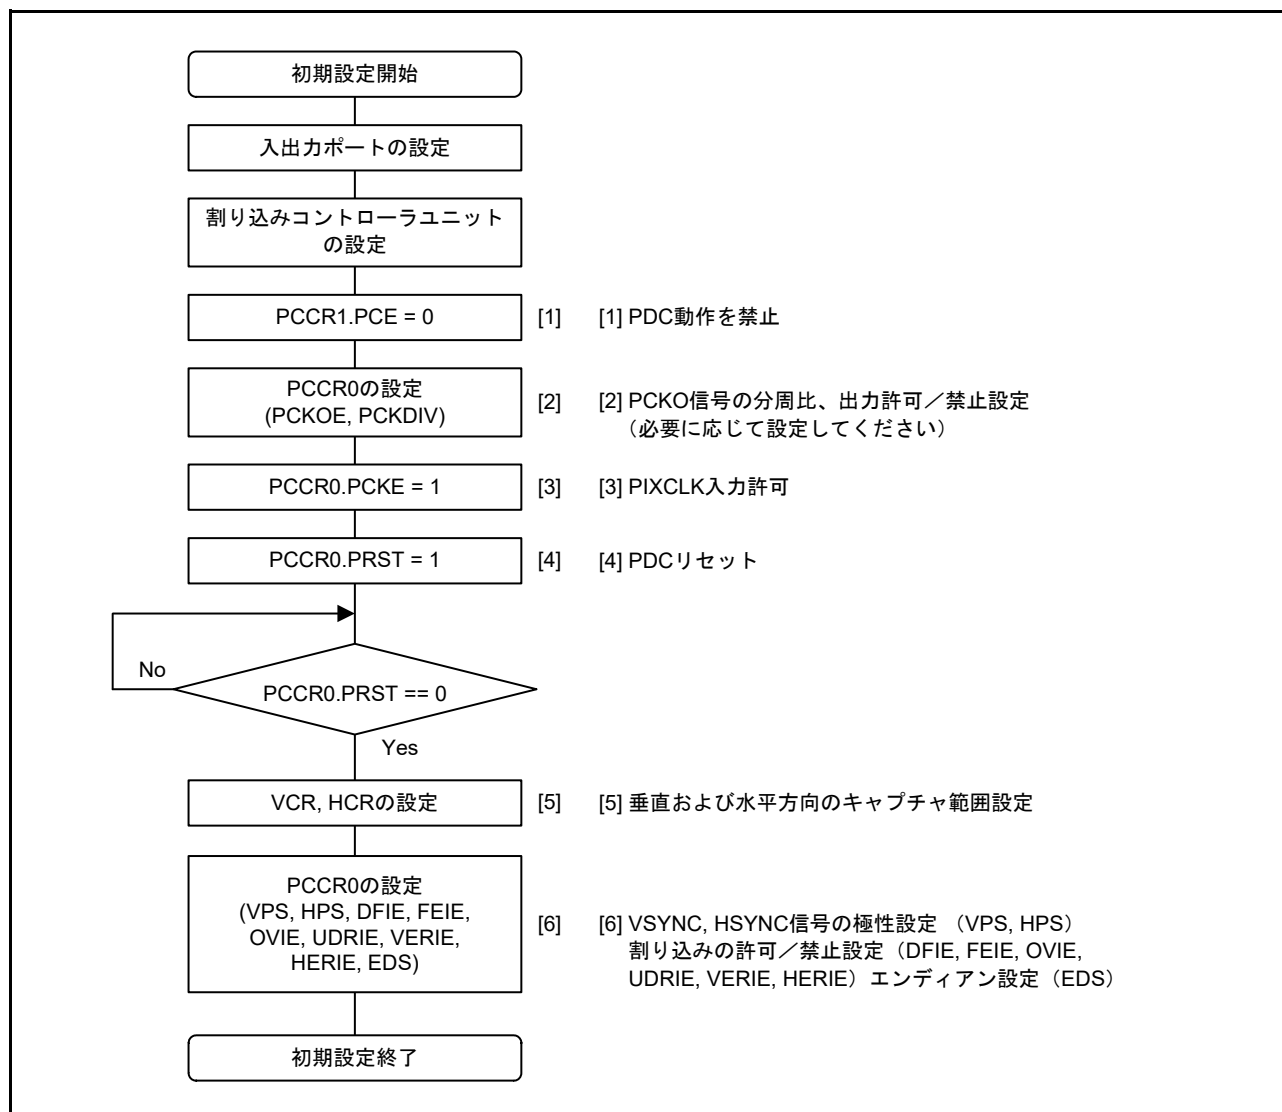 初期設定開始
入出力ポートの設定
割り込みコントローラユニット
の設定
PCCR1.PCE = 0
[1]
[1] PDC動作を禁止
PCCR0の設定
(PCKOE, PCKDIV)
[2]
[2] PCKO信号の分周比、出力許可／禁止設定
（必要に応じて設定してください）
PCCR0.PCKE = 1
[3]
[3] PIXCLK入力許可
PCCR0.PRST = 1
[4]
[4] PDCリセット
No
PCCR0.PRST == 0
Yes
VCR, HCRの設定
[5]
[5] 垂直および水平方向のキャプチャ範囲設定
PCCR0の設定
(VPS, HPS, DFIE, FEIE,
OVIE, UDRIE, VERIE,
HERIE, EDS)
[6]
[6] VSYNC, HSYNC信号の極性設定 （VPS, HPS）
割り込みの許可／禁止設定（DFIE, FEIE, OVIE,
UDRIE, VERIE, HERIE）エンディアン設定（EDS）
初期設定終了